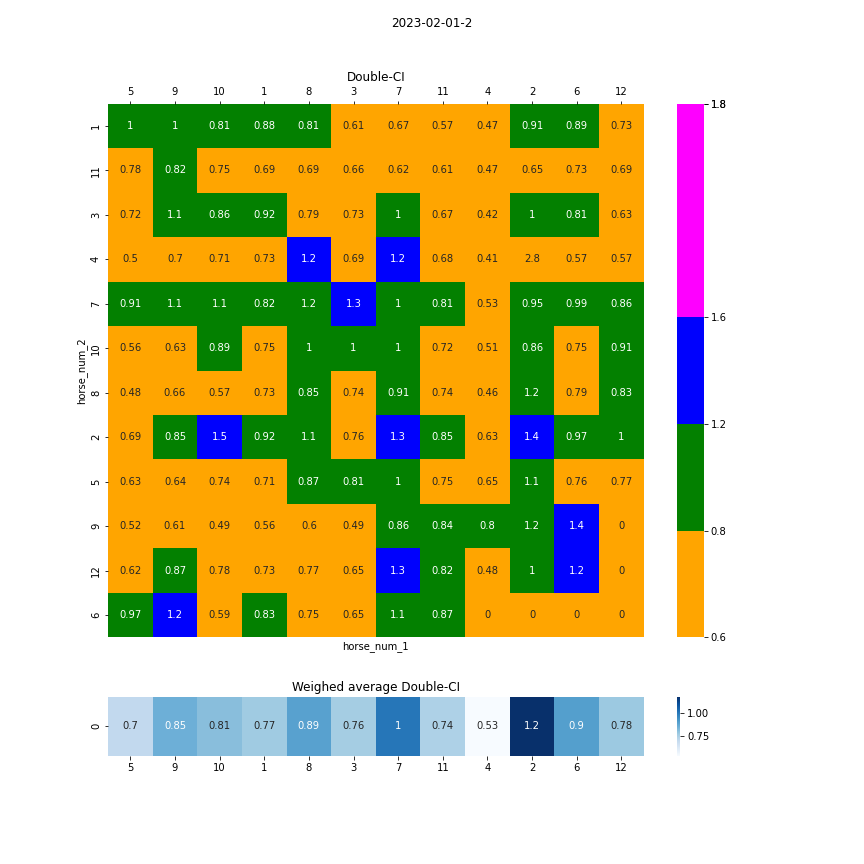 2023-02-01-2
Double-CI
5 9 10 1 8 3 7 11 4 2 6 12
1 1 1 0.81 0.88 0.81 0.61 0.67 0.57 0.47 0.91 0.89 0.73
11 0.78 0.82 0.75 0.69 0.69 0.66 0.62 0.61 0.47 0.65 0.73 0.69
3 0.72 1.1 0.86 0.92 0.79 0.73 1 0.67 0.42 1 0.81 0.63
4 0.5 0.7 0.71 0.73 1.2 0.69 1.2 0.68 0.41 2.8 0.57 0.57
7 0.91 1.1 1.1 0.82 1.2 1.3 1 0.81 0.53 0.95 0.99 0.86
10 0.56 0.63 0.89 0.75 1 1 1 0.72 0.51 0.86 0.75 0.91
8 0.48 0.66 0.57 0.73 0.85 0.74 0.91 0.74 0.46 1.2 0.79 0.83
2 0.69 0.85 1.5 0.92 1.1 0.76 1.3 0.85 0.63 1.4 0.97 1
5 0.63 0.64 0.74 0.71 0.87 0.81 1 0.75 0.65 1.1 0.76 0.77
9 0.52 0.61 0.49 0.56 0.6 0.49 0.86 0.84 0.8 1.2 1.4 0
12 0.62 0.87 0.78 0.73 0.77 0.65 1.3 0.82 0.48 1 1.2 0
6 0.97 1.2 0.59 0.83 0.75 0.65 1.1 0.87 0 0 0 0
horse_num_2
horse_num_1
1.8
1.6
1.2
0.8
0.6
Weighed average Double-CI
0 0.7 0.85 0.81 0.77 0.89 0.76 1 0.74 0.53 1.2 0.9 0.78
5 9 10 1 8 3 7 11 4 2 6 12
1.00
0.75